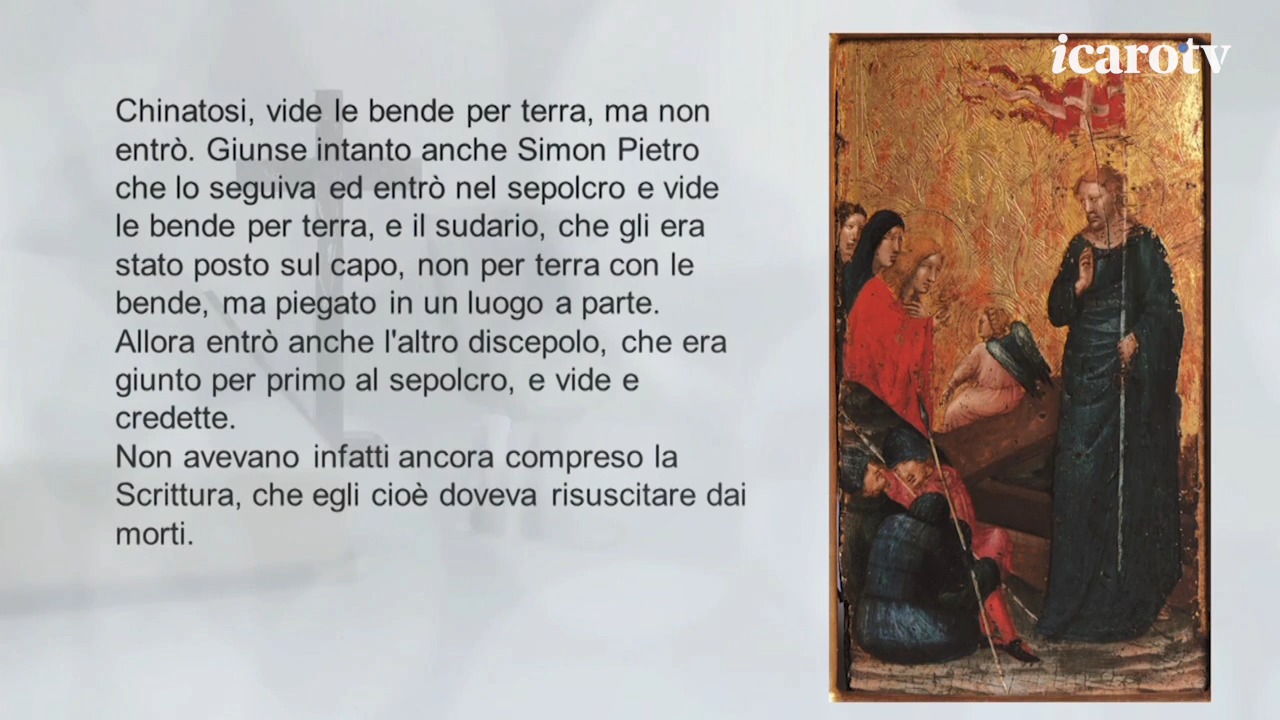 icarotv
Chinatosi, vide le bende per terra, ma non
entrò. Giunse intanto anche Simon Pietro
che lo seguiva ed entrò nel sepolcro e vide
le bende per terra, e il sudario, che gli era
stato posto sul capo, non per terra con le
bende, ma piegato in un luogo a parte.
Allora entrò anche l'altro discepolo, che era
giunto per primo al sepolcro, e vide e
credette.
Non avevano infatti ancora compreso la
Scrittura, che egli cioè doveva risuscitare dai
morti.